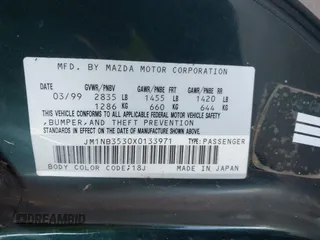 MFD. BY MAZDA MOTOR CORPORATION
GVWR/PNBV GAWR/PNBE FRT GAWR/PNBE RR
03/99 2835 LB 1455 LB 1420 LB
1286 KG 660 KG 644 KG
THIS VEHICLE CONFORMS TO ALL APPLICABLE FEDERAL MOTOR VEHICLE SAFETY
, BUMPER, AND THEFT PREVENTION
STANDARDS IN EFFECT ON THE DATE OF MANUFACTURE SHOWN ABOVE.
JM1NB353OXO133971 TYPE:PASSENGER
MADE IN JAPAN
BODY COLOR CODE:18J